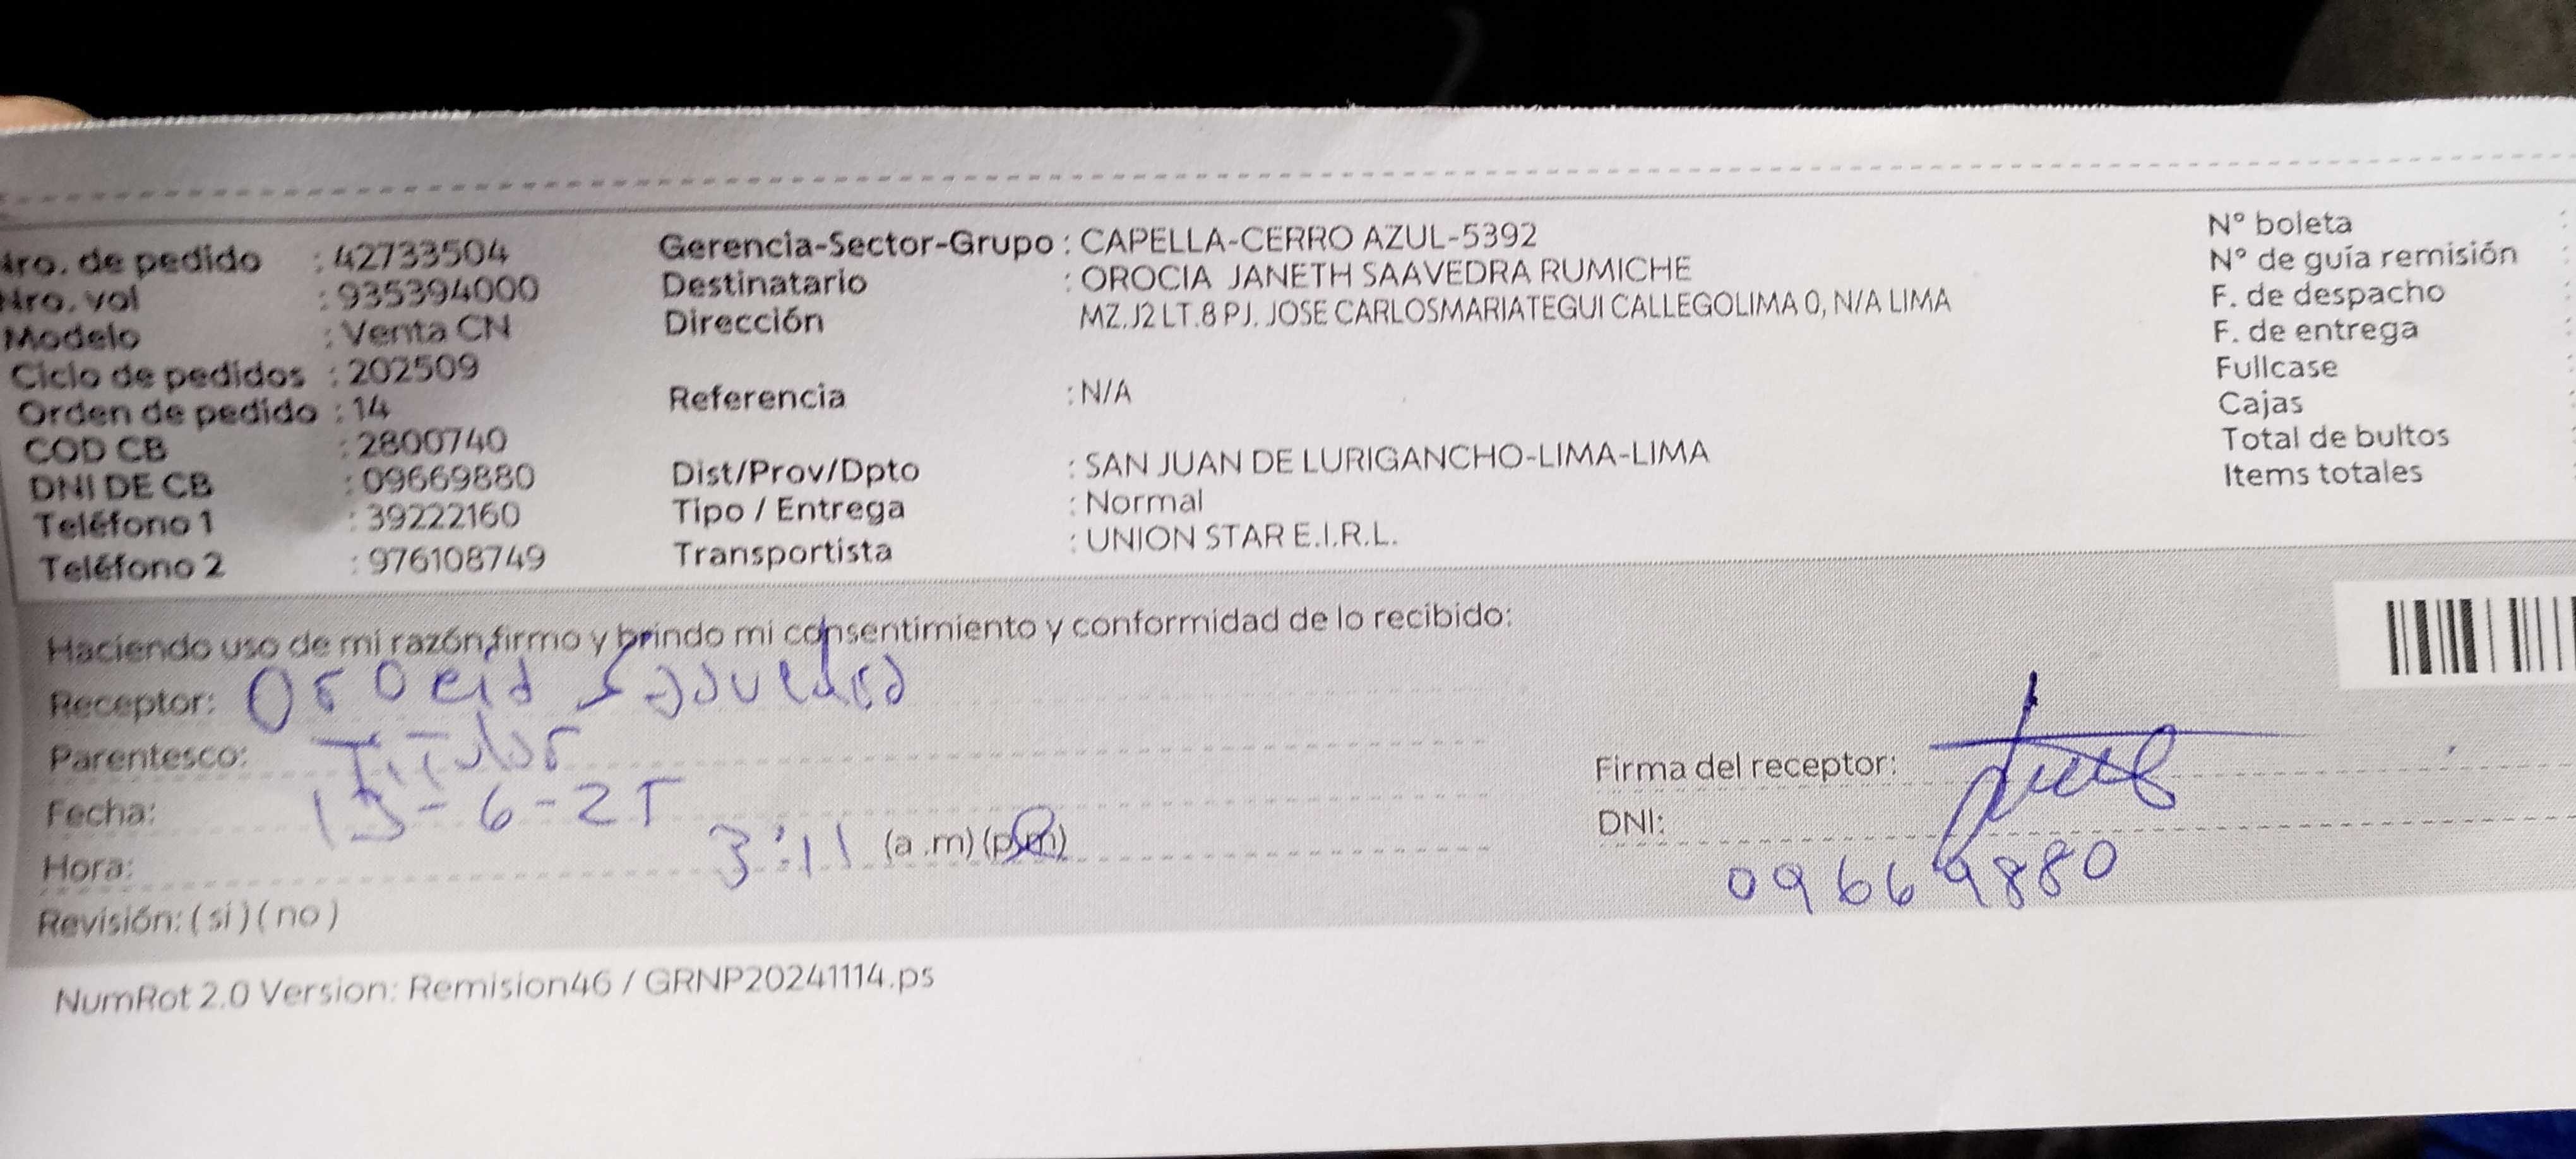 Nro. de pedido : 42733504
Nro. vol : 935394000
Modelo : Venta CN
Ciclo de pedidos : 202509
Orden de pedido : 14
COD CB : 2800740
DNI DE CB : 09669880
Teléfono 1 : 39222160
Teléfono 2 : 976108749
Gerencia-Sector-Grupo : CAPELLA-CERRO AZUL-5392
Destinatario : OROCIA JANETH SAAVEDRA RUMICHE
Dirección MZ.J2 LT.8 PJ. JOSE CARLOSMARIATEGUI CALLEGOLIMA 0, N/A LIMA
Referencia : N/A
Dist/Prov/Dpto : SAN JUAN DE LURIGANCHO-LIMA-LIMA
Tipo / Entrega : Normal
Transportista : UNION STAR E.I.R.L.
N° boleta
N° de guía remisión
F. de despacho
F. de entrega
Fullcase
Cajas
Total de bultos
Items totales
Haciendo uso de mi razón, firmo y brindo mi consentimiento y conformidad de lo recibido:
Receptor: Orocia Saavedra
Parentesco: Titular
Fecha: 13-6-25
Hora: 3:11 (a .m) (p.m)
Revisión: ( si ) ( no )
Firma del receptor:
DNI: 09669880
NumRot 2.0 Version: Remision46 / GRNP20241114.ps